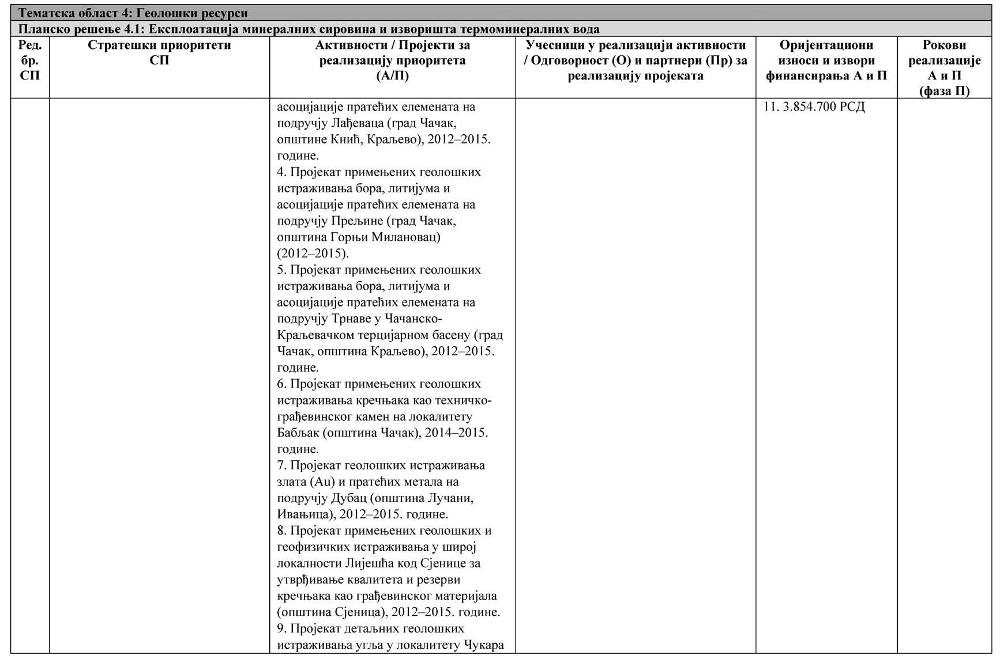 Тематска област 4: Геолошки ресурси
Планско решење 4.1: Експлоатација минералних сировина и изворишта термоминералних вода
Ред. бр. СП
Стратешки приоритети СП
Активности / Пројекти за реализацију приоритета (А/П)
Учесници у реализацији активности / Одговорност (О) и партнери (Пр) за реализацију пројеката
Оријентациони износи и извори финансирања А и П
Рокови реализације А и П (фаза П)
асоцијације пратећих елемената на
подручју Лађеваца (град Чачак,
општине Кнић, Краљево), 2012–2015.
године.
4. Пројекат примењених геолошких
истраживања бора, литијума и
асоцијације пратећих елемената на
подручју Прељине (град Чачак,
општина Горњи Милановац)
(2012–2015).
5. Пројекат примењених геолошких
истраживања бора, литијума и
асоцијације пратећих елемената на
подручју Трнаве у Чачанско-
Краљевачком терцијарном басену (град
Чачак, општина Краљево), 2012–2015.
године.
6. Пројекат примењених геолошких
истраживања кречњака као техничко-
грађевинског камен на локалитету
Бабљак (општина Чачак), 2014–2015.
године.
7. Пројекат геолошких истраживања
злата (Au) и пратећих метала на
подручју Дубац (општина Лучани,
Ивањица), 2012–2015. године.
8. Пројекат примењених геолошких и
геофизичких истраживања у широј
локалности Лијешћа код Сјенице за
утврђивање квалитета и резерви
кречњака као грађевинског материјала
(општина Сјеница), 2012–2015. године.
9. Пројекат детаљних геолошких
истраживања угља у локалитету Чукара
11. 3.854.700 РСД